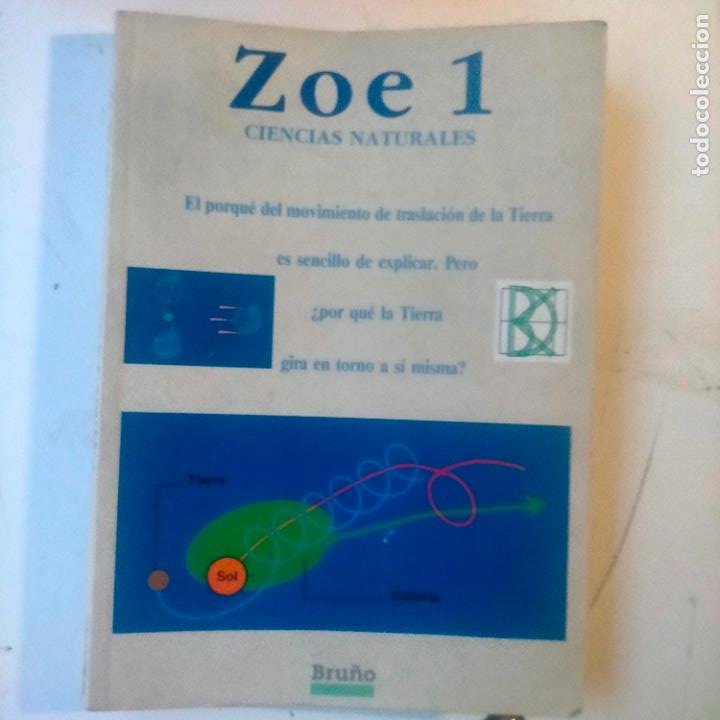 Zoe 1
CIENCIAS NATURALES
El porqué del movimiento de traslación de la Tierra
es sencillo de explicar. Pero
¿por qué la Tierra
gira en torno a sí misma?
Tierra
Sol
Galaxia
Bruño
todocoleccion